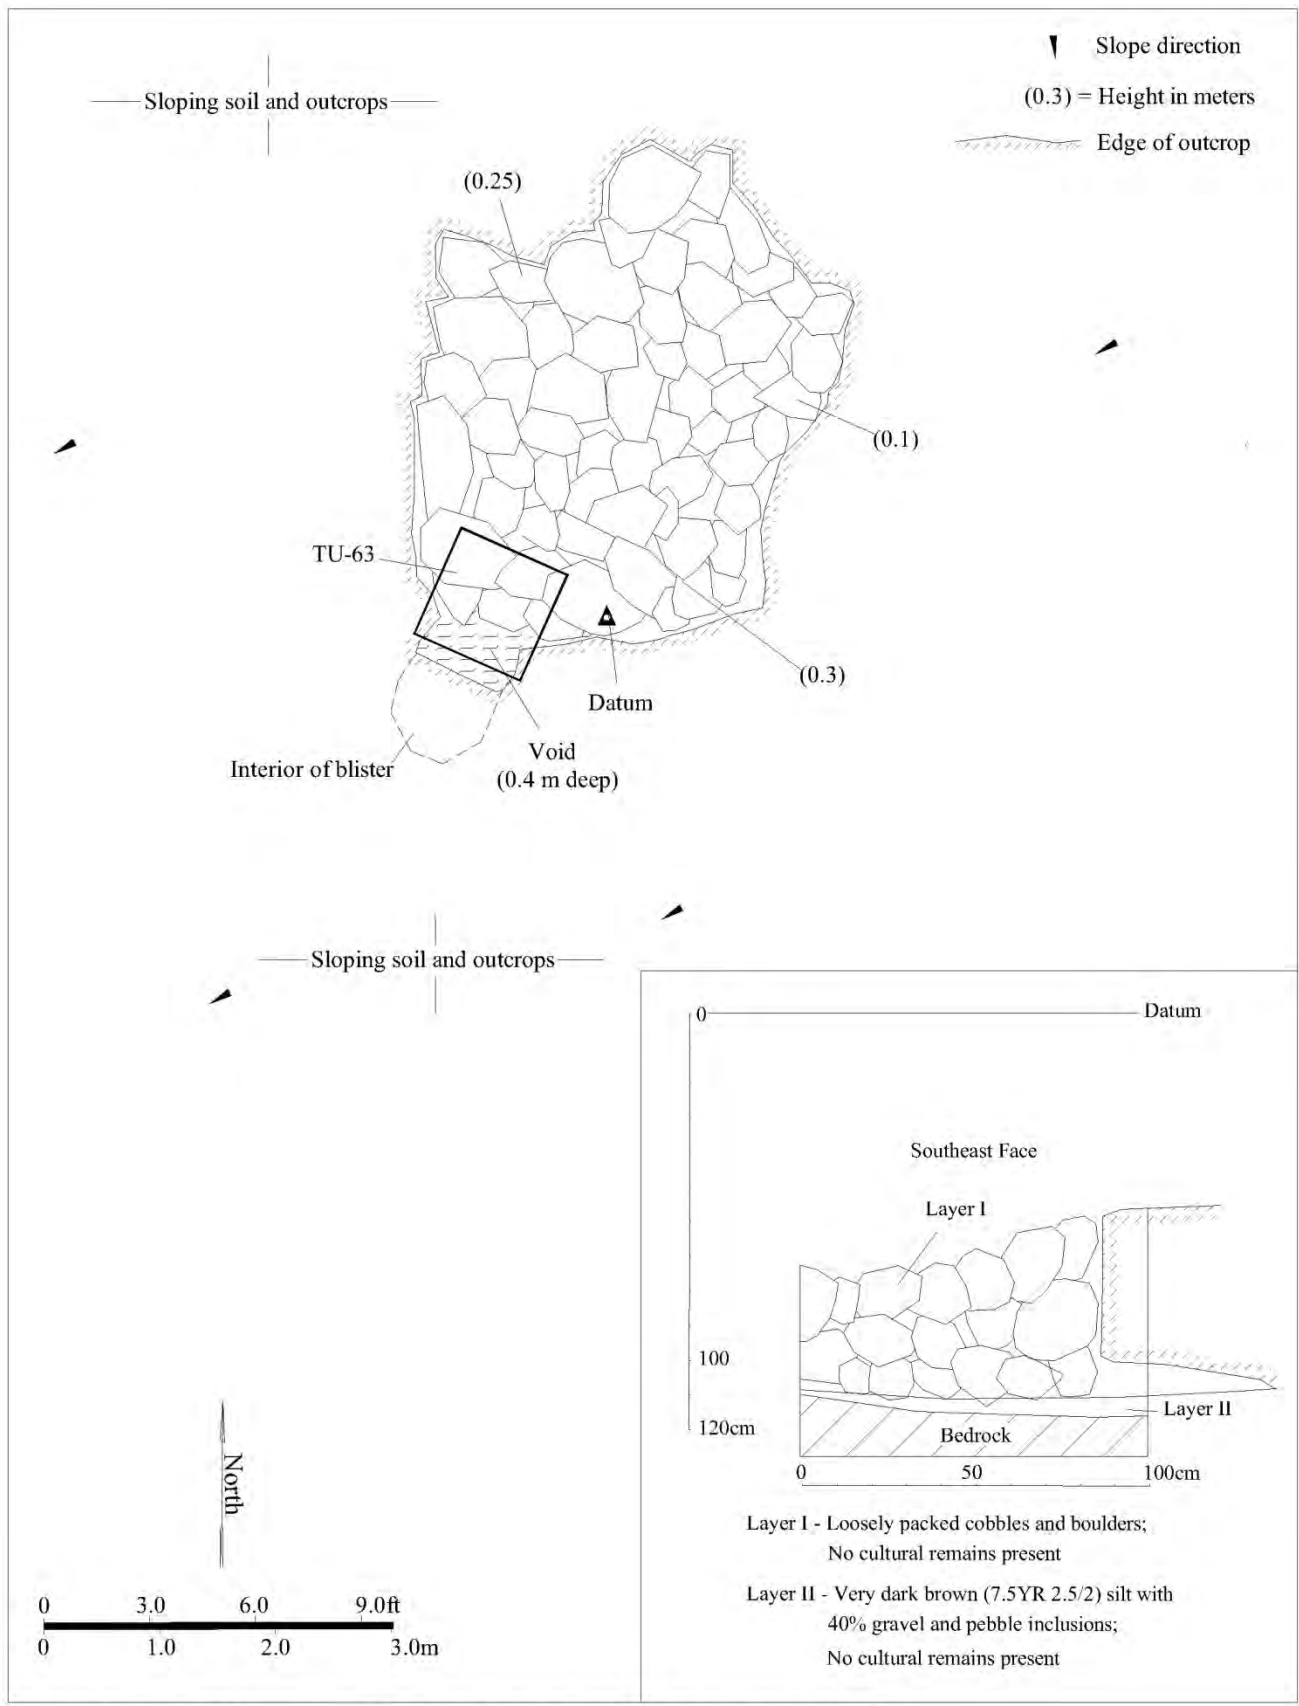 Slope direction
Sloping soil and outcrops
(0.3) = Height in meters
Edge of outcrop
(0.25)
(0.1)
TU-63
(0.3)
Datum
Void
(0.4 m deep)
Interior of blister
Sloping soil and outcrops
0
Datum
Southeast Face
Layer I
100
Layer II
120cm
Bedrock
0 50 100cm
North
Layer I - Loosely packed cobbles and boulders;
No cultural remains present
Layer II - Very dark brown (7.5YR 2.5/2) silt with
40% gravel and pebble inclusions;
No cultural remains present
0 3.0 6.0 9.0ft
0 1.0 2.0 3.0m